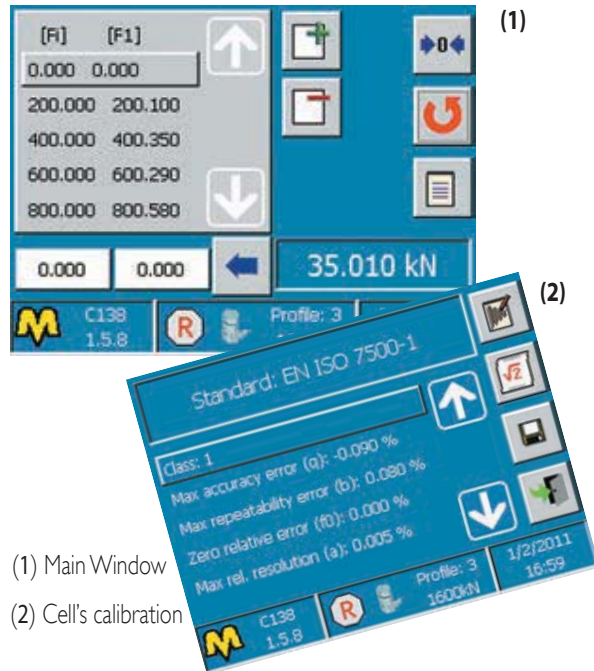 (1)
[Fi] [F1]
0.000 0.000
200.000 200.100
400.000 400.350
600.000 600.290
800.000 800.580
0.000 0.000 35.010 kN
C138
1.5.8
R
Profile: 3
(2)
Standard: EN ISO 7500-1
Class: 1
Max accuracy error (q): -0.090 %
Max repeatability error (b): 0.080 %
Zero relative error (f0): 0.000 %
Max rel. resolution (a): 0.005 %
C138
1.5.8
R
Profile: 3
1600kN
1/2/2011
16:59
(1) Main Window
(2) Cell's calibration